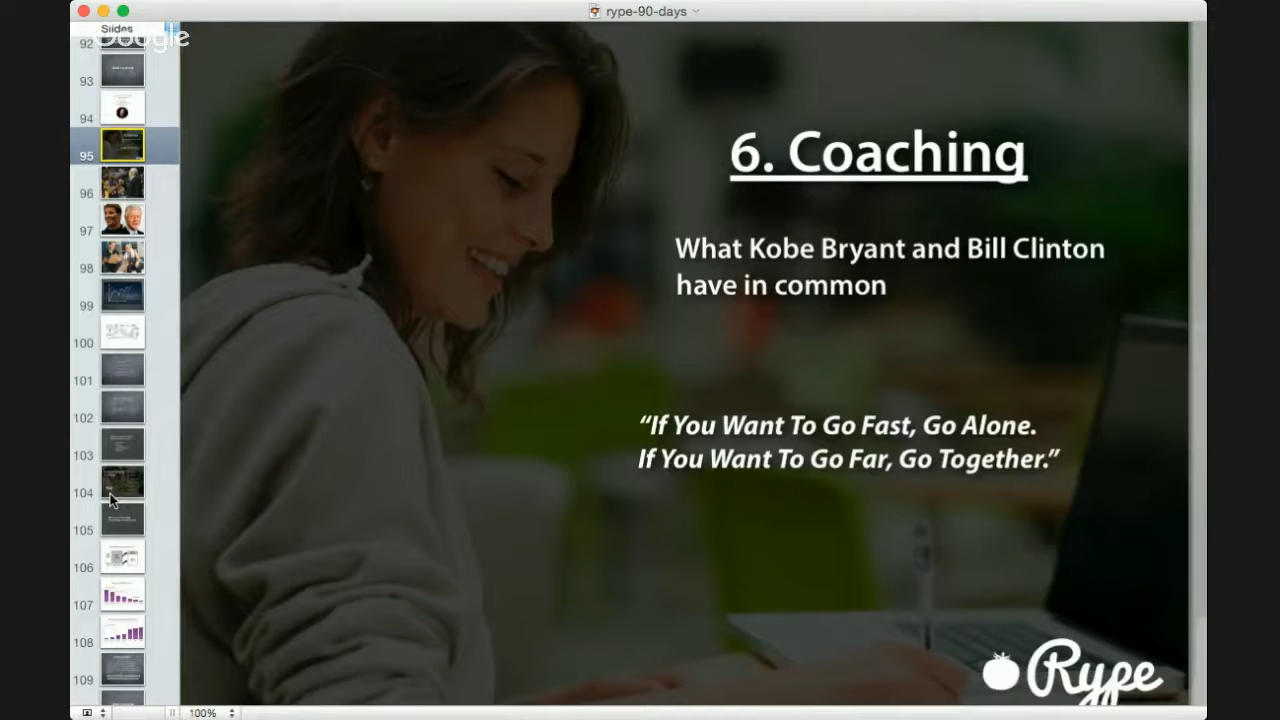 rype-90-days
Slides
Google
92
93
94
95
96
97
98
99
100
101
102
103
104
105
106
107
108
109
6. Coaching
What Kobe Bryant and Bill Clinton
have in common
“If You Want To Go Fast, Go Alone.
If You Want To Go Far, Go Together.”
Rype
100%